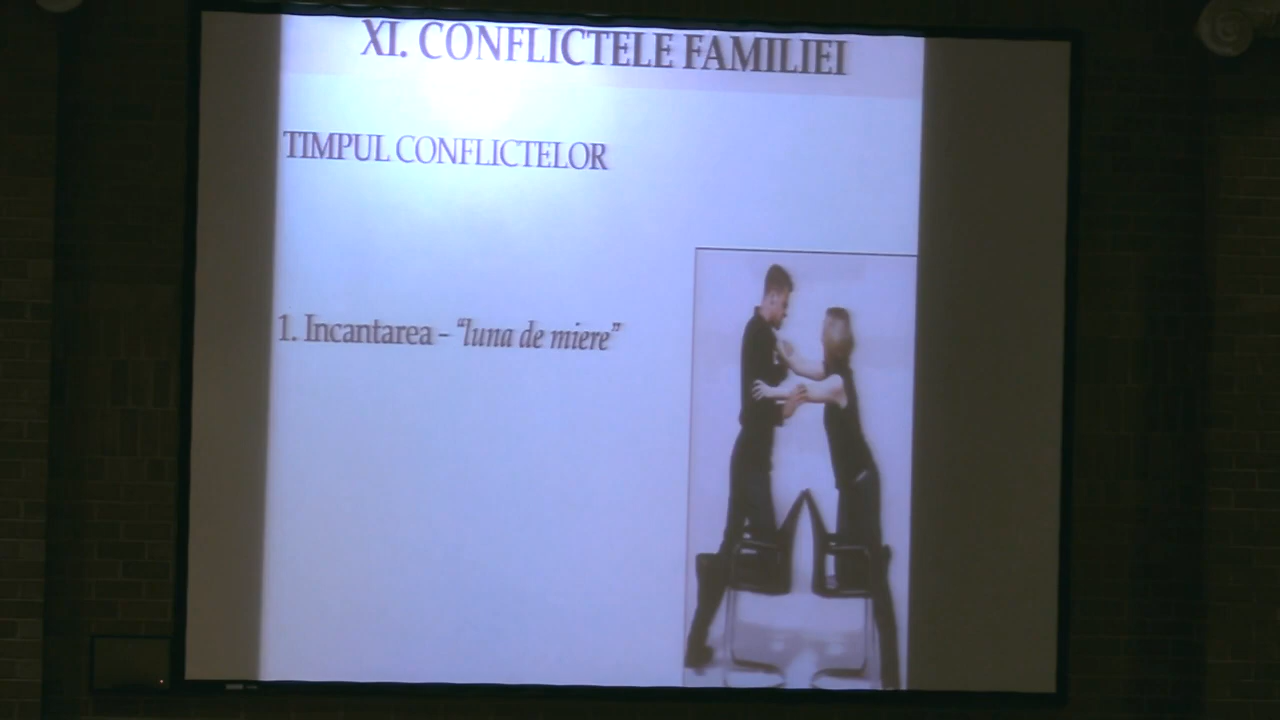 XI. CONFLICTELE FAMILIEI
TIMPUL CONFLICTELOR
1. Incantarea - “luna de miere”